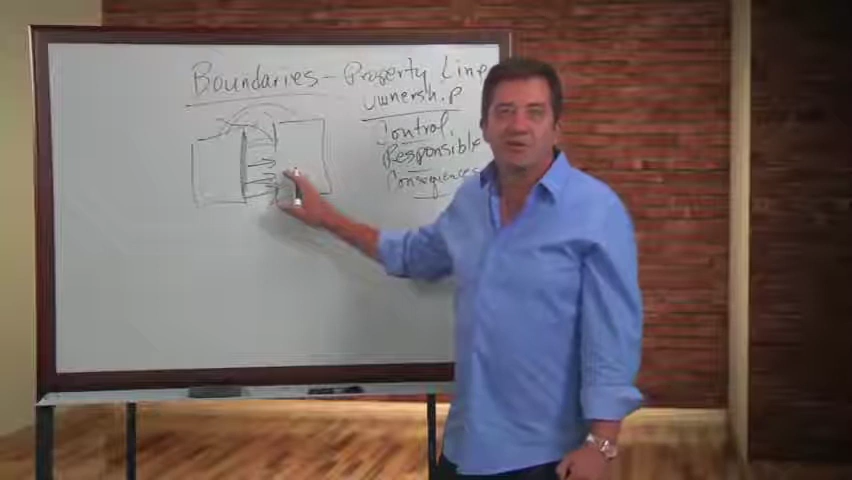 Boundaries - Property Line
ownership
Control,
Responsible
Consequences